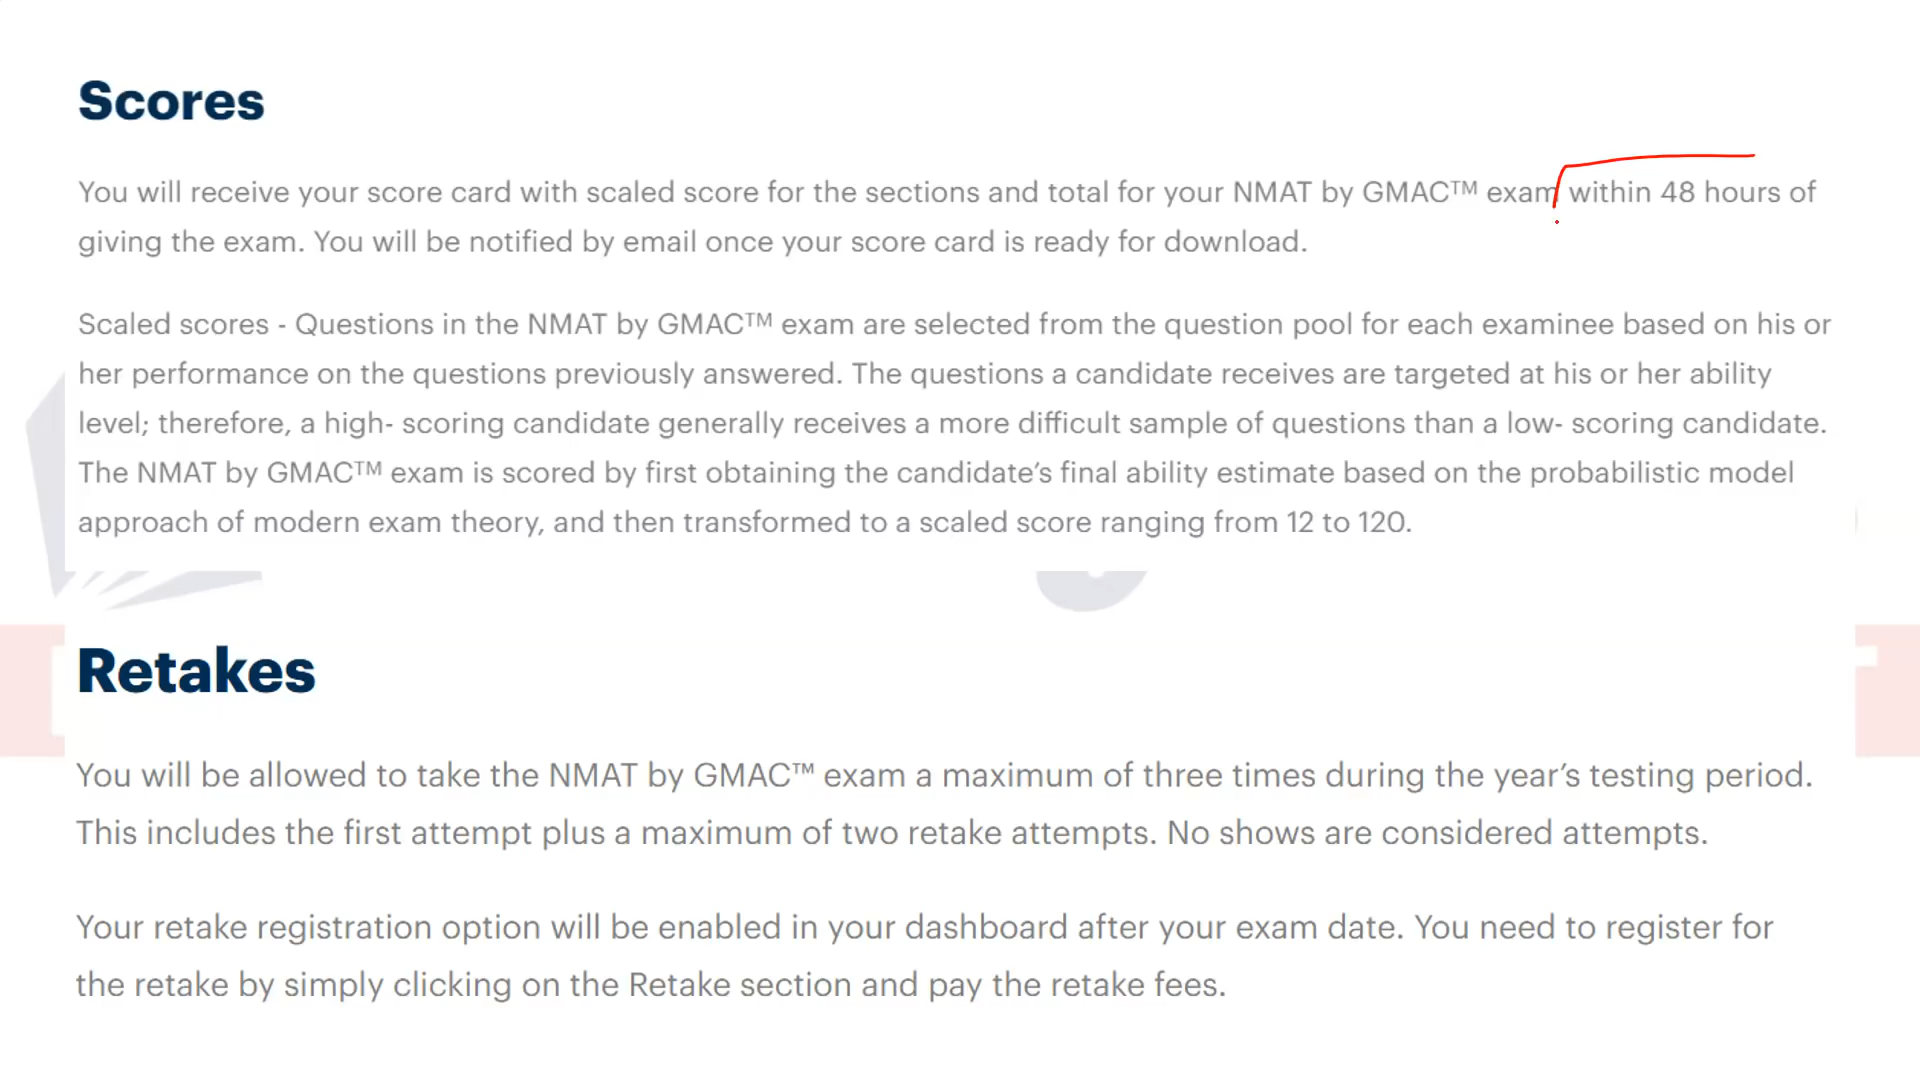 Scores
You will receive your score card with scaled score for the sections and total for your NMAT by GMAC™ exam within 48 hours of
giving the exam. You will be notified by email once your score card is ready for download.
Scaled scores - Questions in the NMAT by GMAC™ exam are selected from the question pool for each examinee based on his or
her performance on the questions previously answered. The questions a candidate receives are targeted at his or her ability
level; therefore, a high- scoring candidate generally receives a more difficult sample of questions than a low- scoring candidate.
The NMAT by GMAC™ exam is scored by first obtaining the candidate’s final ability estimate based on the probabilistic model
approach of modern exam theory, and then transformed to a scaled score ranging from 12 to 120.
Retakes
You will be allowed to take the NMAT by GMAC™ exam a maximum of three times during the year’s testing period.
This includes the first attempt plus a maximum of two retake attempts. No shows are considered attempts.
Your retake registration option will be enabled in your dashboard after your exam date. You need to register for
the retake by simply clicking on the Retake section and pay the retake fees.